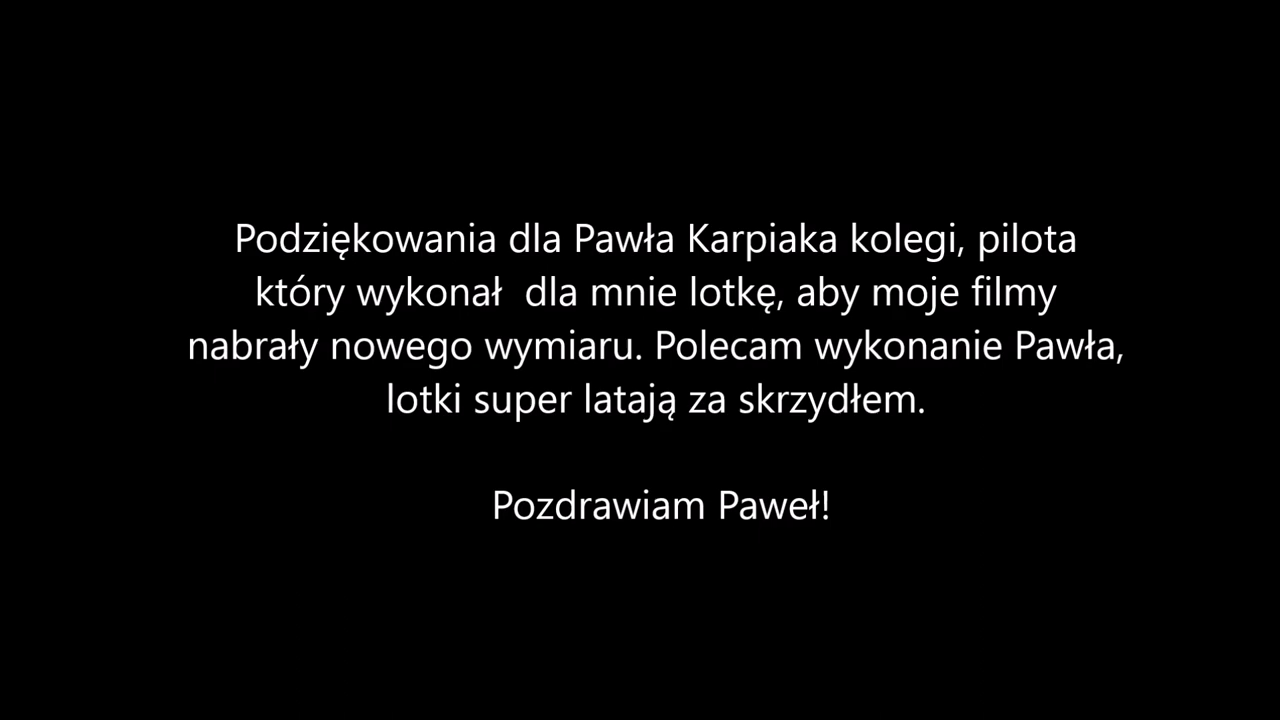 Podziękowania dla Pawła Karpiaka kolegi, pilota
który wykonał  dla mnie lotkę, aby moje filmy
nabrały nowego wymiaru. Polecam wykonanie Pawła,
lotki super latają za skrzydłem.
Pozdrawiam Paweł!